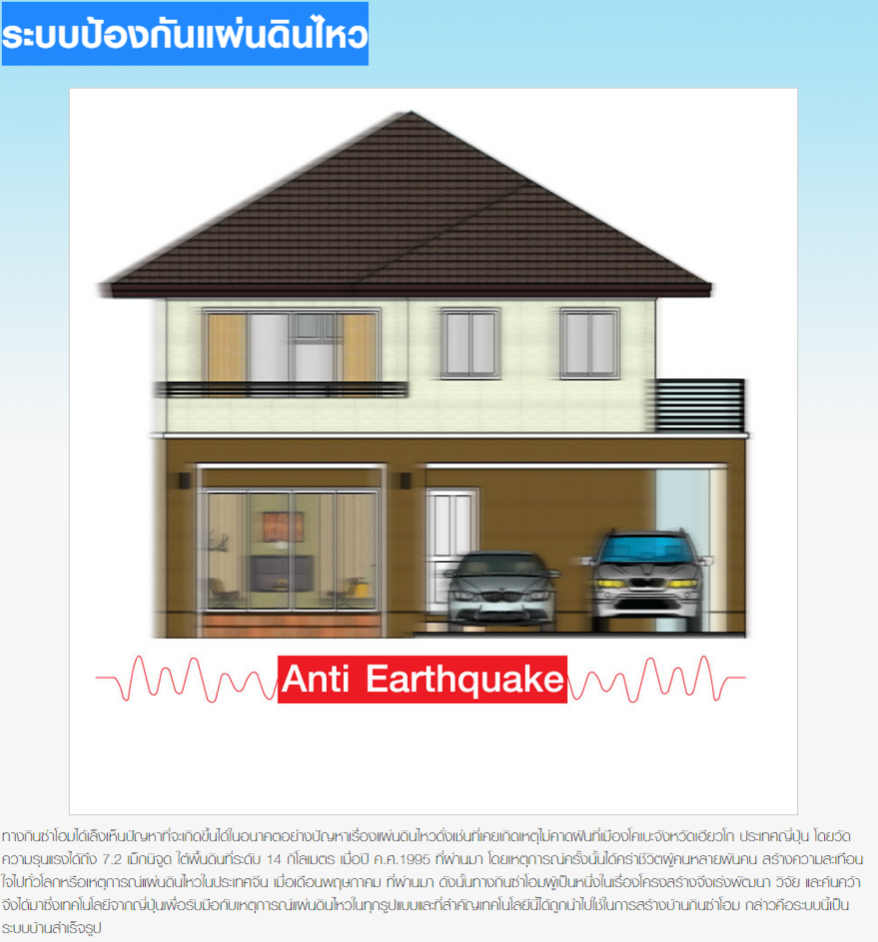 ระบบป้องกันแผ่นดินไหว
Anti Earthquake
ทางกินซ่าโฮมได้เล็งเห็นปัญหาที่จะเกิดขึ้นได้ในอนาคตอย่างปัญหาเรื่องแผ่นดินไหวดั่งเช่นที่เคยเกิดเหตุไม่คาดฝันที่เมืองโคเบะจังหวัดเฮียวโก ประเทศญี่ปุ่น โดยวัด
ความรุนแรงได้ถึง 7.2 แม็กนิจูด ใต้พื้นดินที่ระดับ 14 กิโลเมตร เมื่อปี ค.ศ.1995 ที่ผ่านมา โดยเหตุการณ์ครั้งนั้นได้คร่าชีวิตผู้คนหลายพันคน สร้างความสะเทือน
ใจไปทั่วโลกหรือเหตุการณ์แผ่นดินไหวในประเทศจีน เมื่อเดือนพฤษภาคม ที่ผ่านมา ดังนั้นทางกินซ่าโฮมผู้เป็นหนึ่งในเรื่องโครงสร้างจึงเร่งพัฒนา วิจัย และค้นคว้า
จึงได้มาซึ่งเทคโนโลยีจากญี่ปุ่นเพื่อรับมือกับเหตุการณ์แผ่นดินไหวในทุกรูปแบบและที่สำคัญเทคโนโลยีนี้ได้ถูกนำไปใช้ในการสร้างบ้านกินซ่าโฮม กล่าวคือระบบนี้เป็น
ระบบบ้านสำเร็จรูป